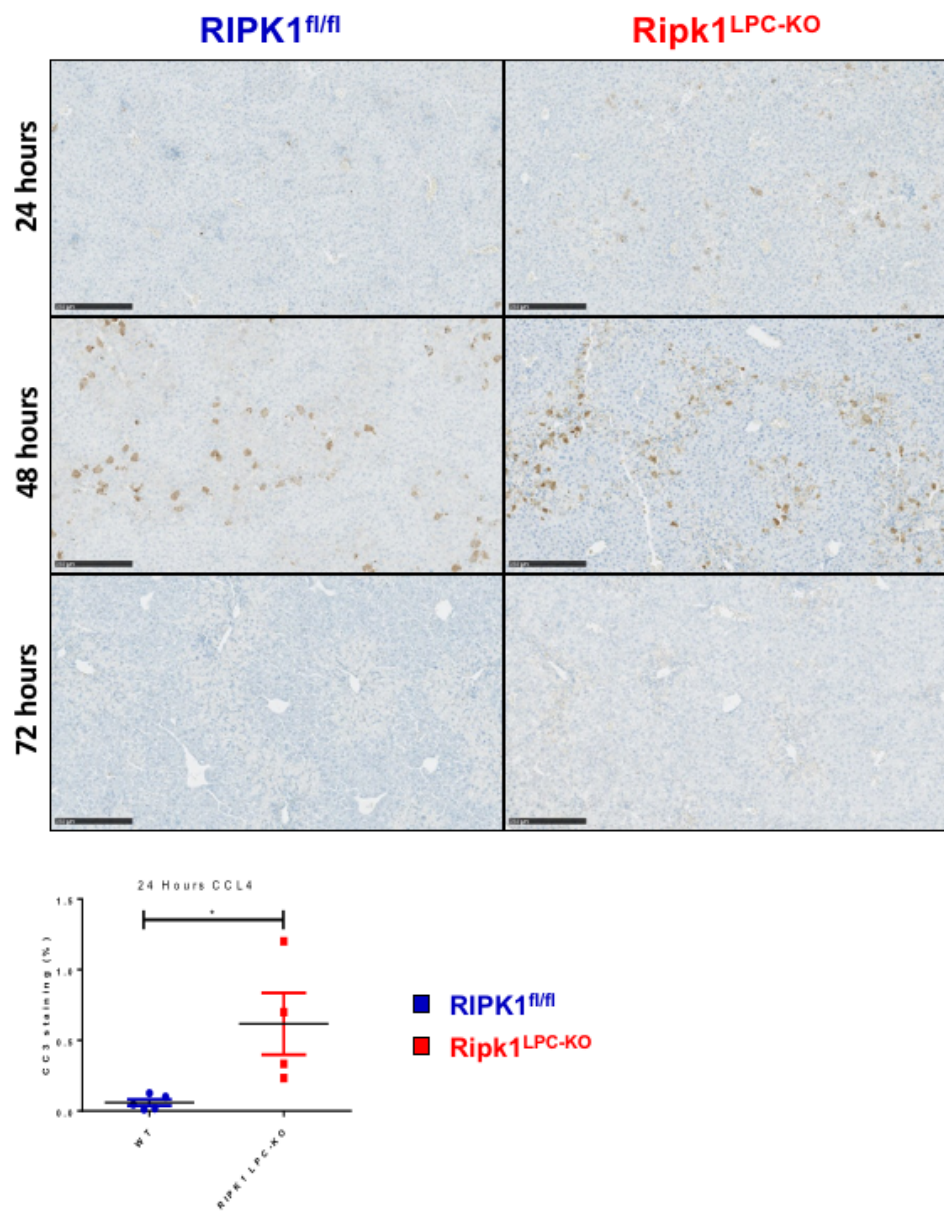 RIPK1fl/fl
Ripk1LPC-KO
24 hours
48 hours
72 hours
24 Hours CCL4
*
CC3 staining (%)
1.5
1.0
0.5
0.0
WT
RIPK1 LPC-KO
RIPK1fl/fl
Ripk1LPC-KO